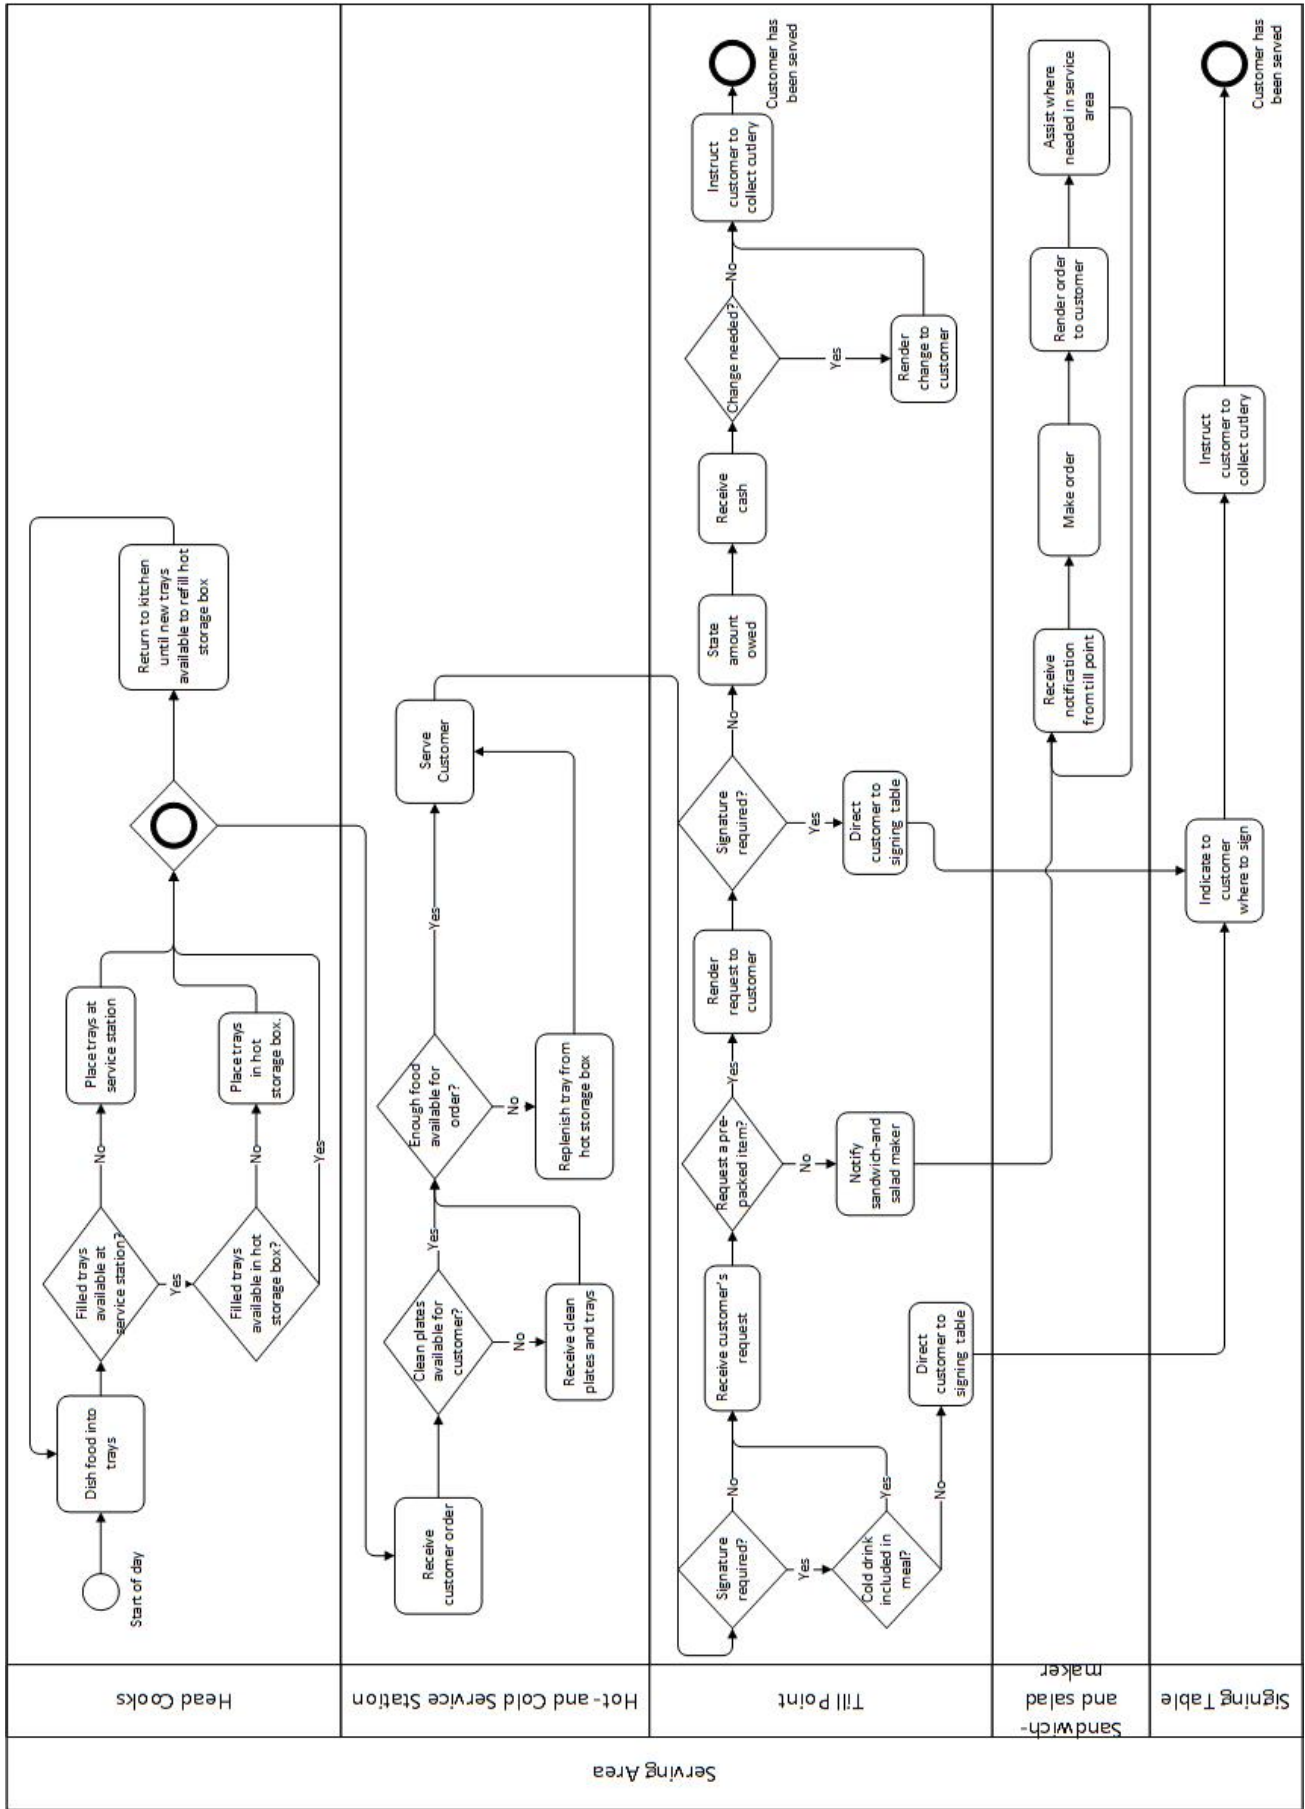 Serving Area
Head Cooks
Start of day
Dish food into
trays
Filled trays
available at
service station?
No
Yes
Place trays at
service station
Filled trays
available in hot
storage box?
No
Yes
Place trays
in hot
storage box.
Return to kitchen
until new trays
available to refill hot
storage box
Hot- and Cold Service Station
Receive
customer order
Clean plates
available for
customer?
Yes
No
Receive clean
plates and trays
Enough food
available for
order?
Yes
No
Replenish tray from
hot storage box
Serve
Customer
Till Point
Signature
required?
No
Yes
Cold drink
included in
meal?
Yes
No
Direct
customer to
signing table
Receive customer's
request
Request a pre-
packed item?
Yes
No
Notify
sandwich-and
salad maker
Render
request to
customer
Signature
required?
No
Yes
Direct
customer to
signing table
State
amount
owed
Receive
cash
Change needed?
No
Yes
Render
change to
customer
Instruct
customer to
collect cutlery
Customer has
been served
Sandwich-
and salad
maker
Receive
notification
from till point
Make order
Render order
to customer
Assist where
needed in service
area
Signing Table
Indicate to
customer
where to sign
Instruct
customer to
collect cutlery
Customer has
been served